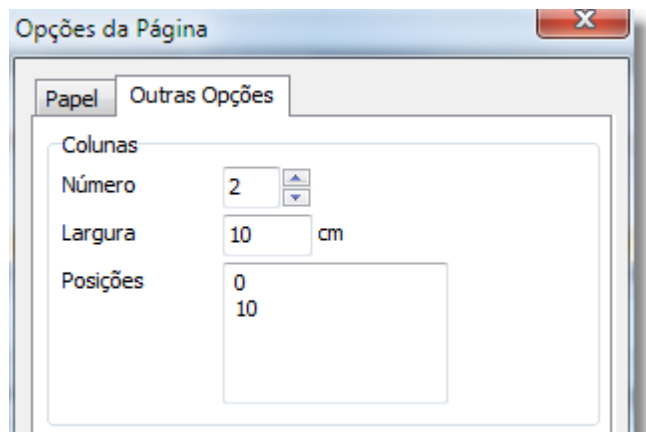 Opções da Página
Papel Outras Opções
Colunas
Número 2
Largura 10 cm
Posições 0
10